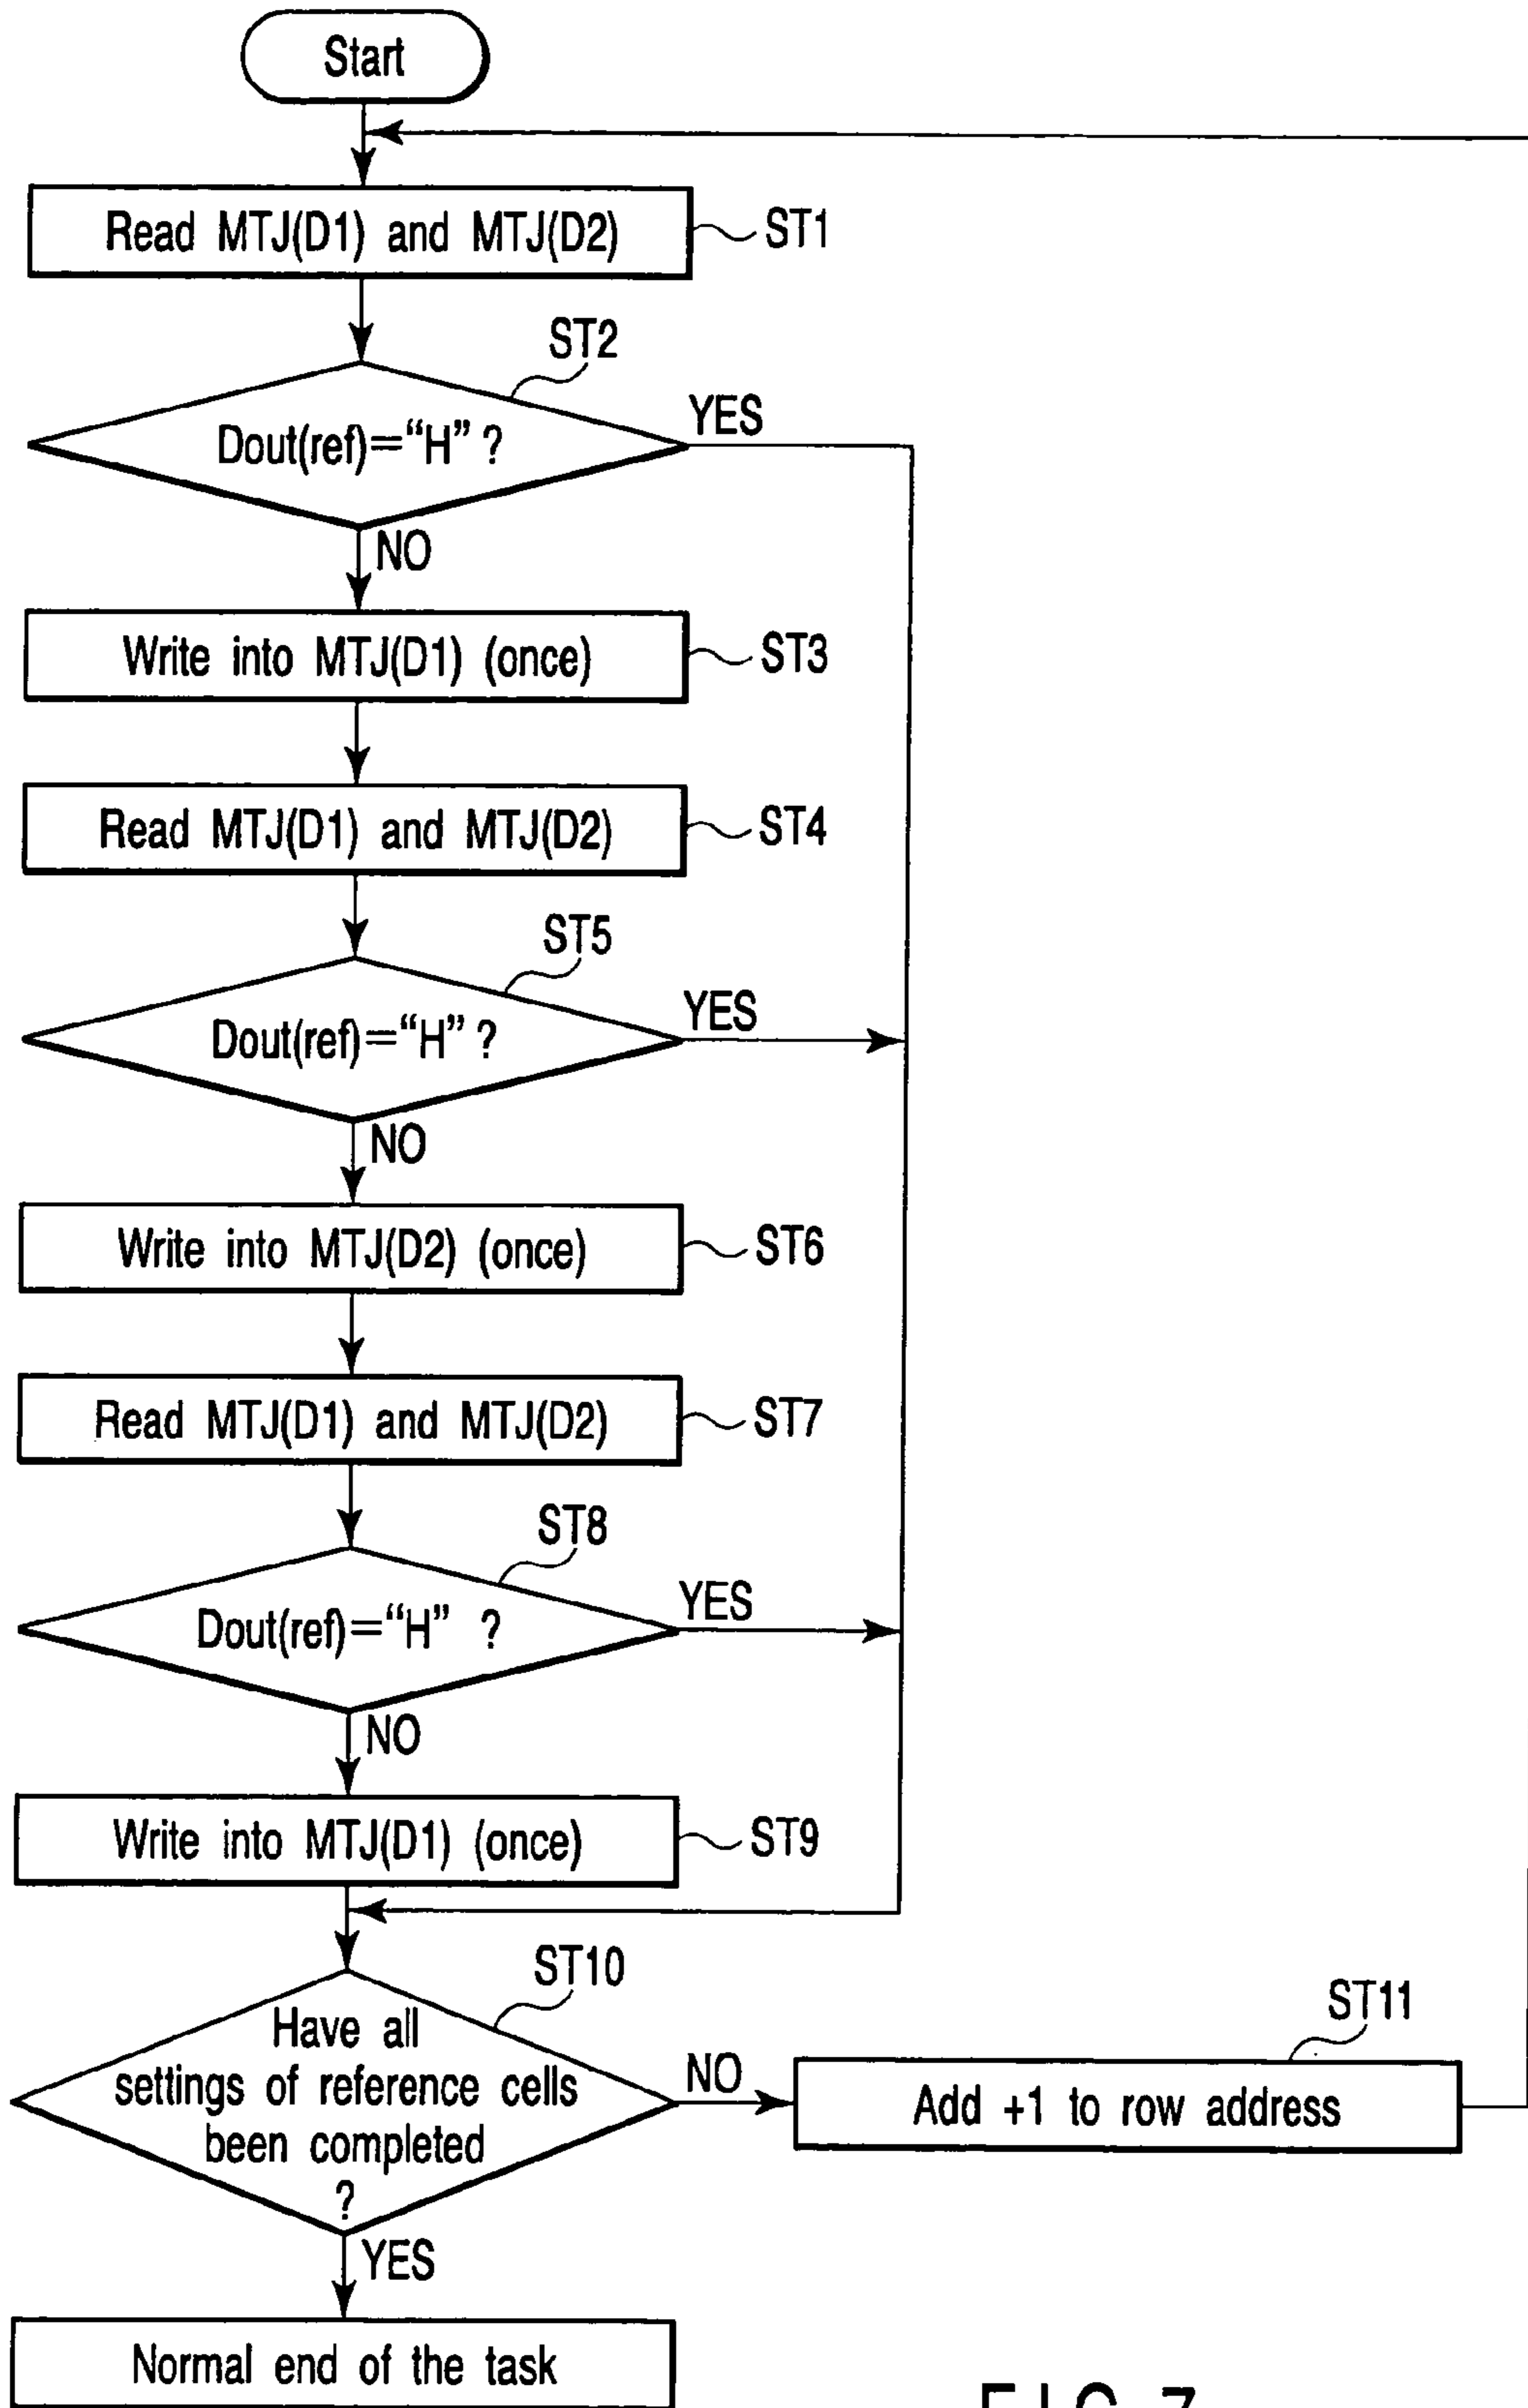 Start
Read MTJ(D1) and MTJ(D2)
ST1
ST2
Dout(ref)=“H” ?
YES
NO
Write into MTJ(D1) (once)
ST3
Read MTJ(D1) and MTJ(D2)
ST4
ST5
Dout(ref)=“H” ?
YES
NO
Write into MTJ(D2) (once)
ST6
Read MTJ(D1) and MTJ(D2)
ST7
ST8
Dout(ref)=“H” ?
YES
NO
Write into MTJ(D1) (once)
ST9
ST10
Have all
settings of reference cells
been completed
?
NO
ST11
Add +1 to row address
YES
Normal end of the task
FIG. 7